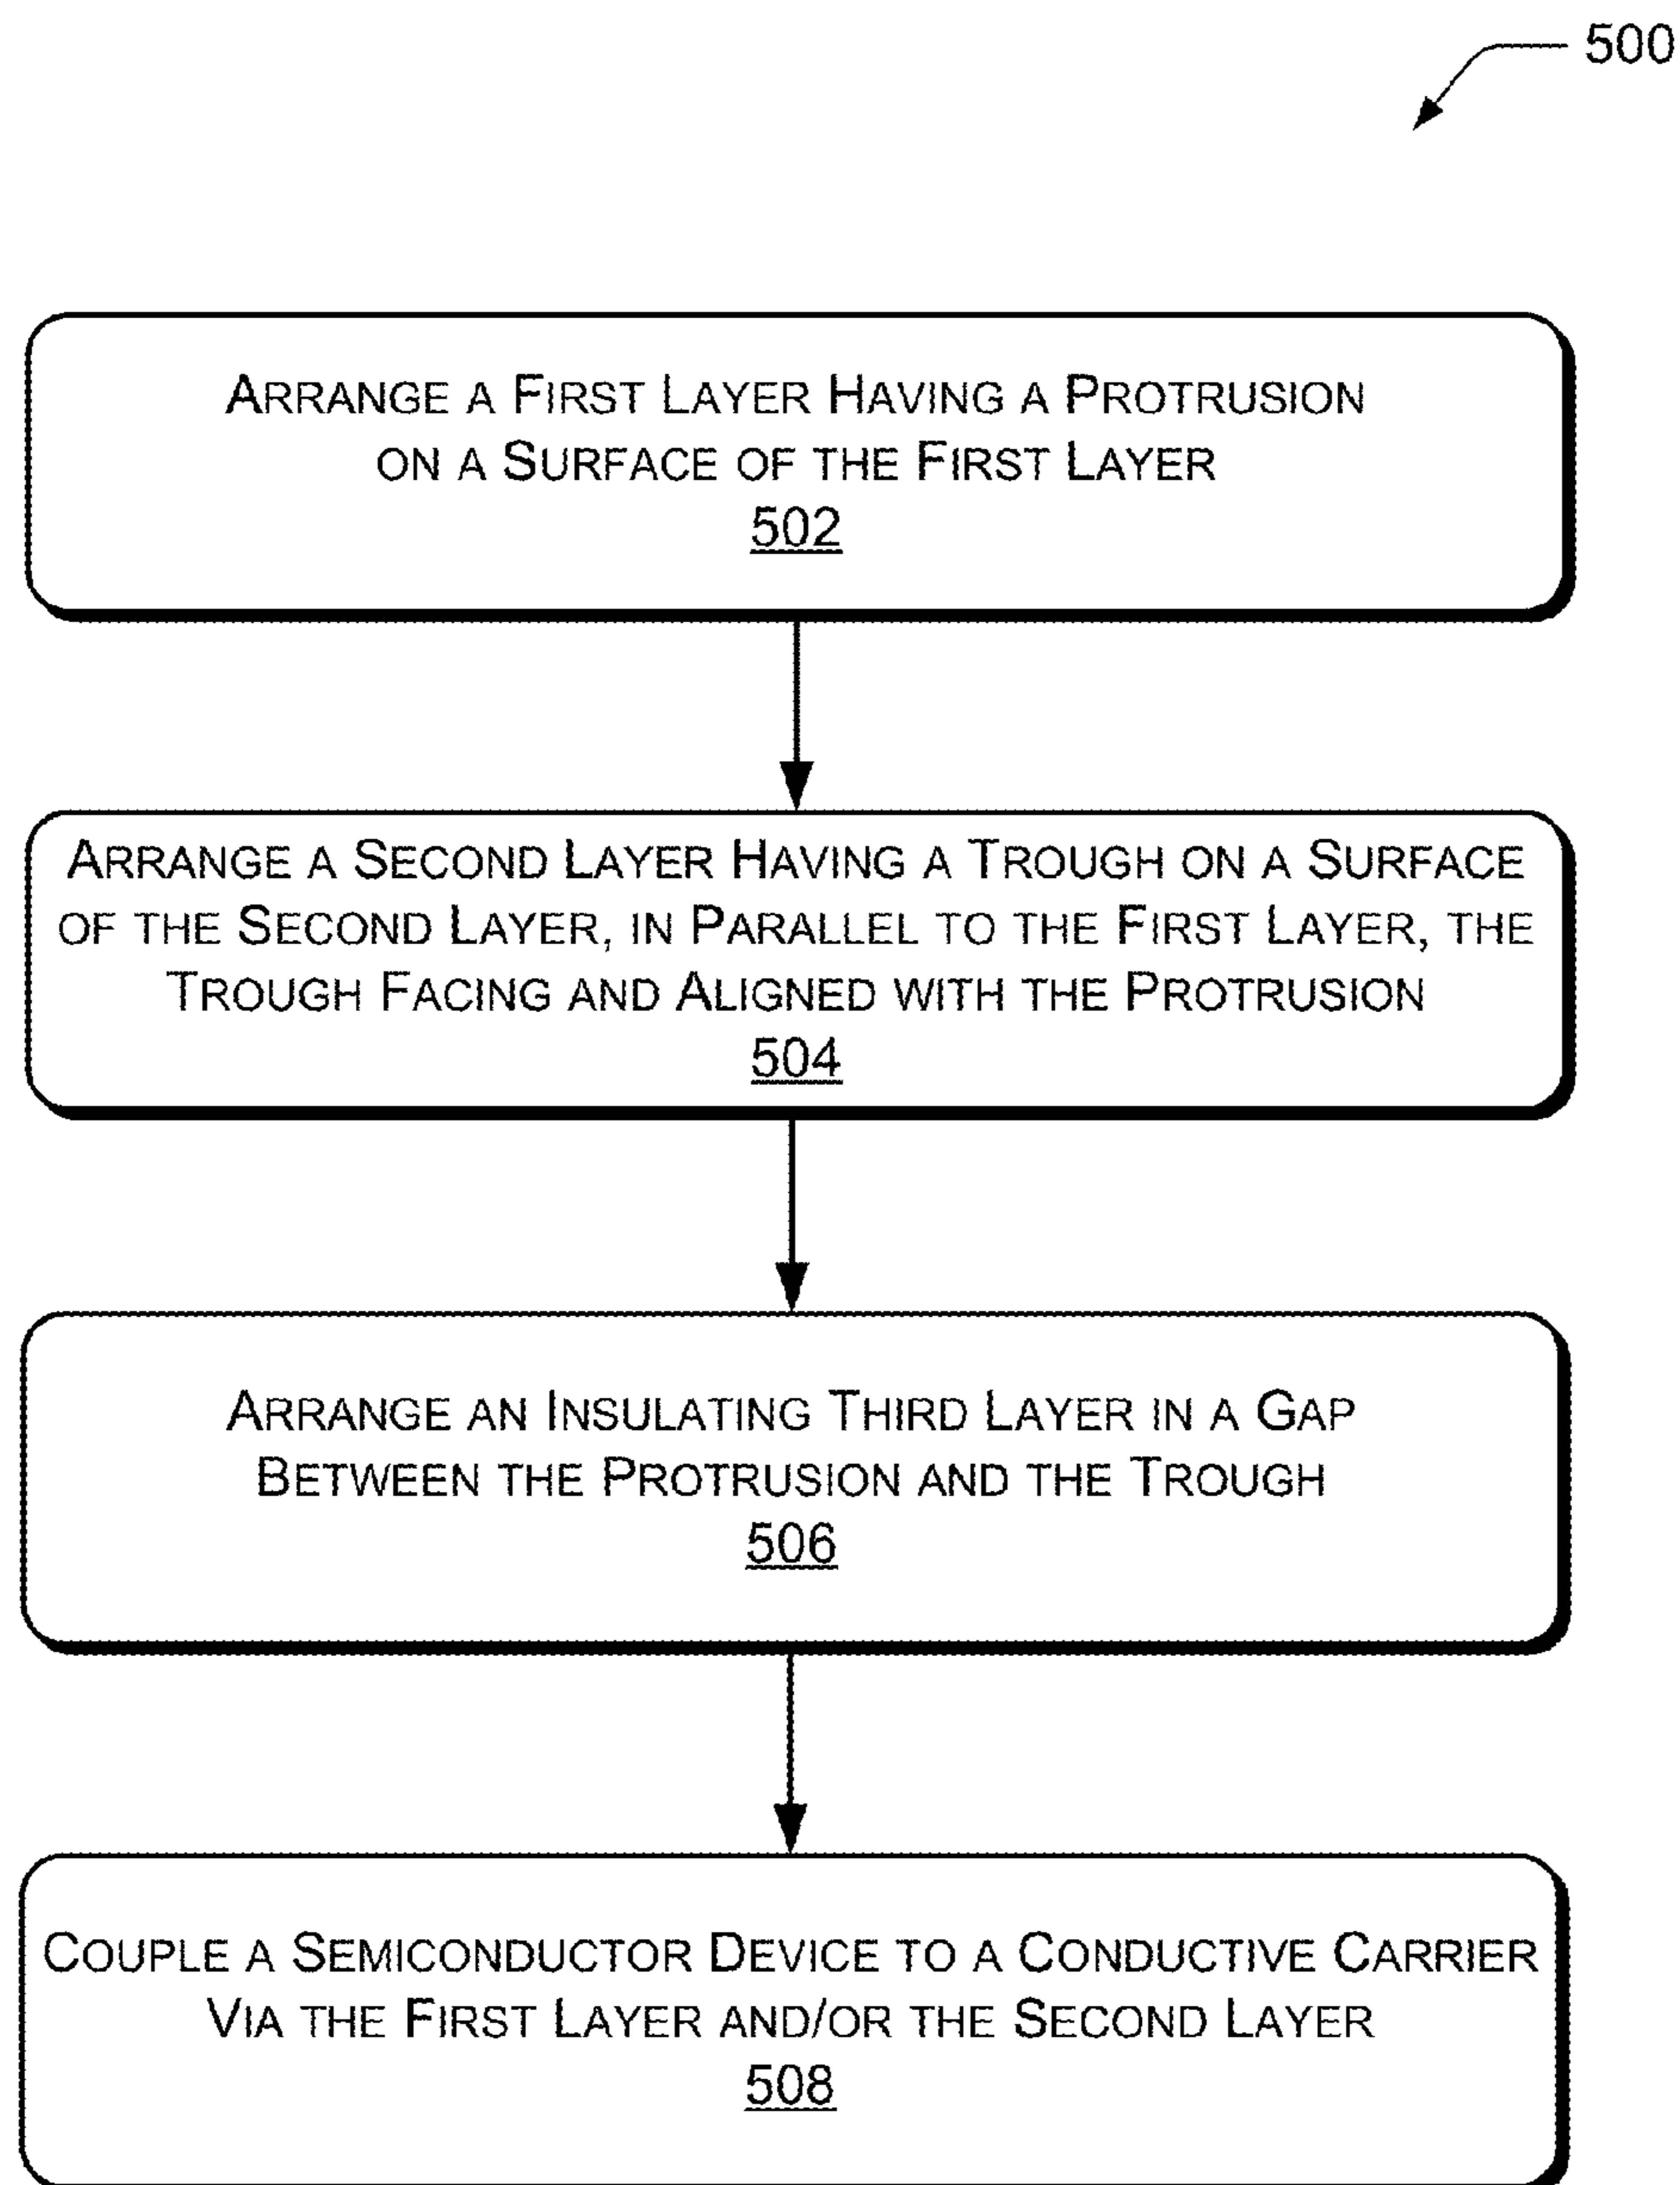 500
ARRANGE A FIRST LAYER HAVING A PROTRUSION
ON A SURFACE OF THE FIRST LAYER
502
ARRANGE A SECOND LAYER HAVING A TROUGH ON A SURFACE
OF THE SECOND LAYER, IN PARALLEL TO THE FIRST LAYER, THE
TROUGH FACING AND ALIGNED WITH THE PROTRUSION
504
ARRANGE AN INSULATING THIRD LAYER IN A GAP
BETWEEN THE PROTRUSION AND THE TROUGH
506
COUPLE A SEMICONDUCTOR DEVICE TO A CONDUCTIVE CARRIER
VIA THE FIRST LAYER AND/OR THE SECOND LAYER
508